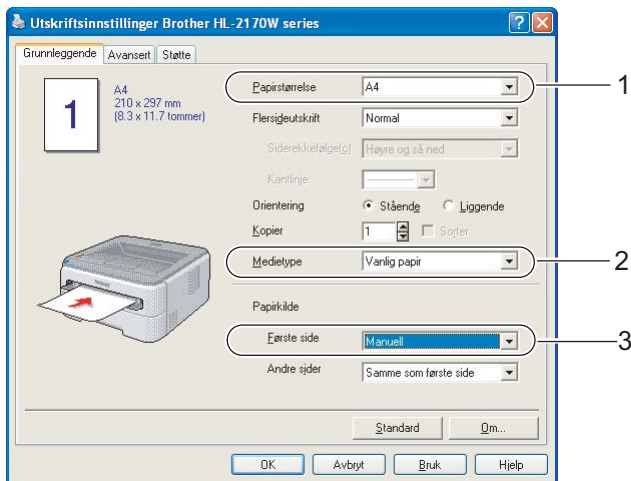 Utskriftsinnstillinger Brother HL-2170W series
Grunnleggende Avansert Støtte
1
A4
210 x 297 mm
(8.3 x 11.7 tommer)
Papirstørrelse A4 1
Flersideutskrift Normal
Siderekkefølge(c) Høyre og så ned
Kantlinje
Orientering Stående Liggende
Kopier 1 Sorter
Medietype Vanlig papir 2
Papirkilde
Første side Manuell 3
Andre sider Samme som første side
Standard Om...
OK Avbryt Bruk Hjelp